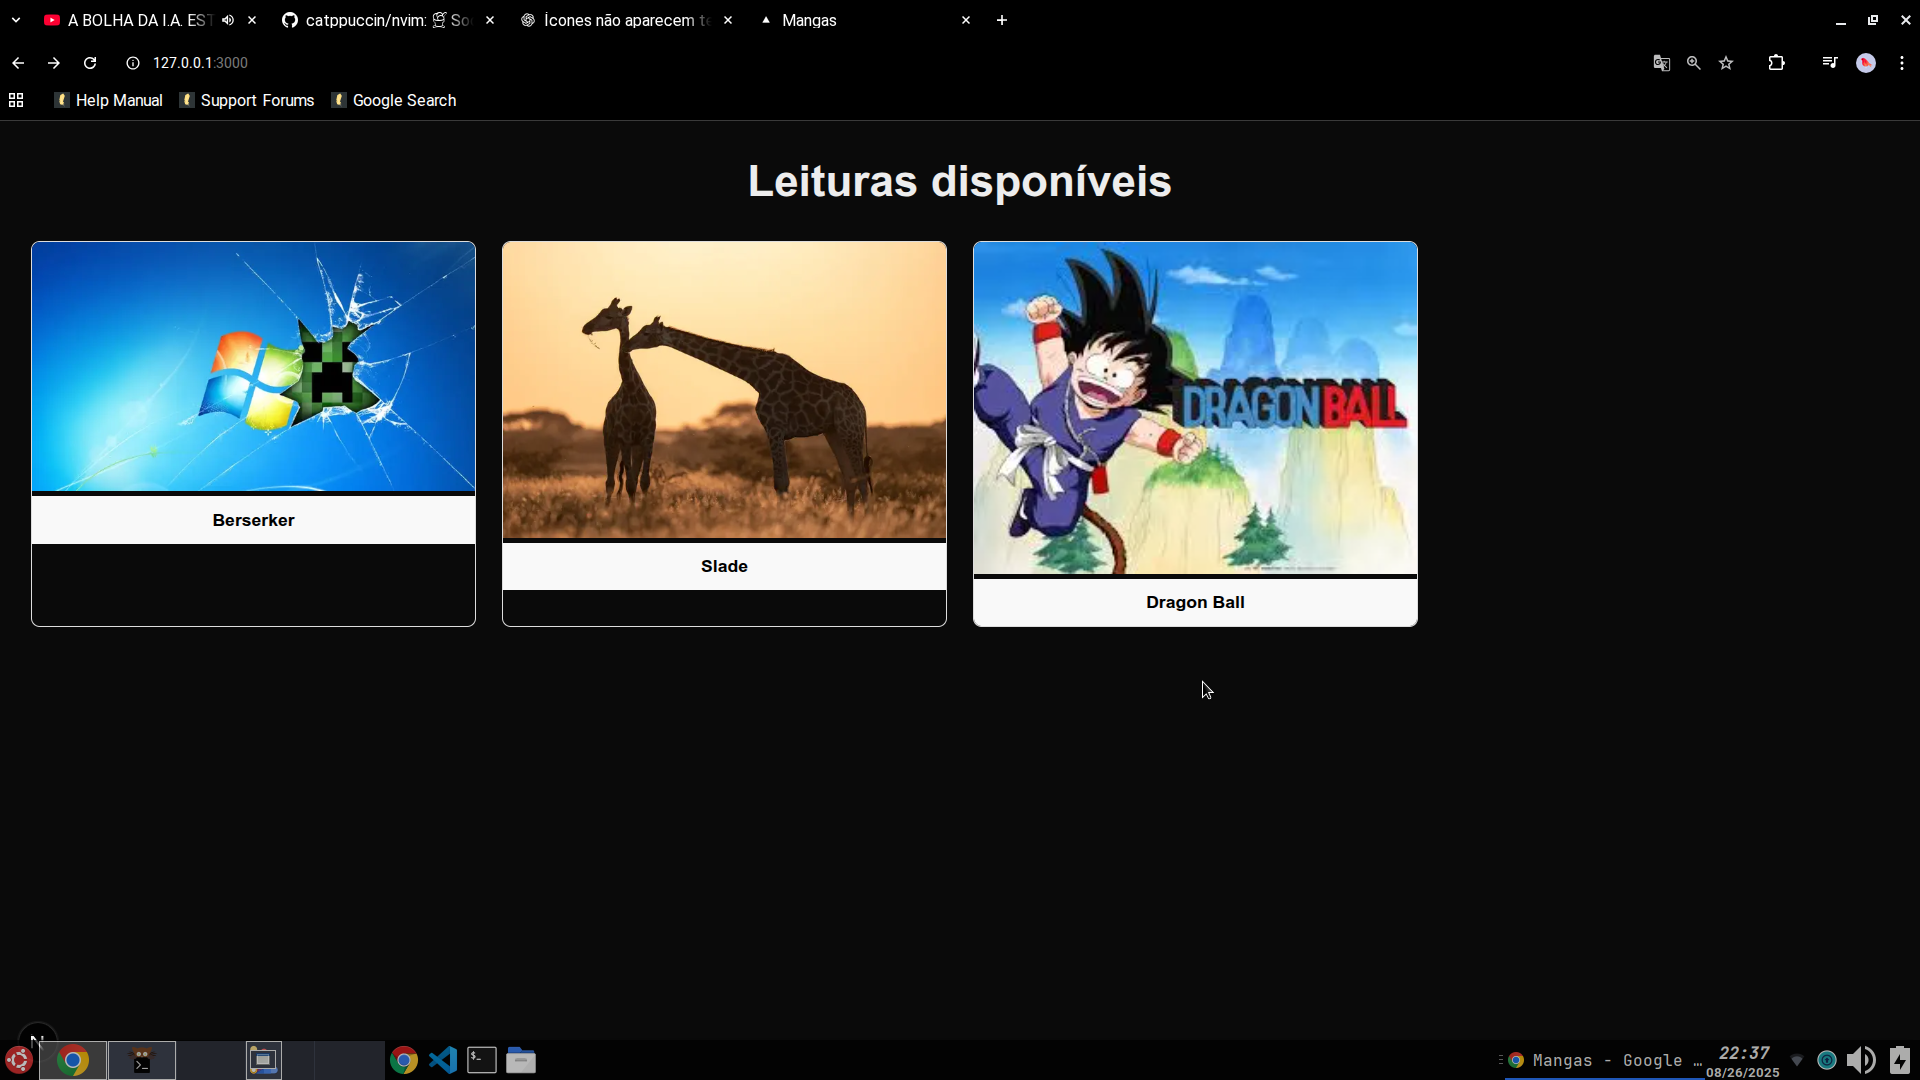 A BOLHA DA I.A. EST
catppuccin/nvim: So
Ícones não aparecem te
Mangas
127.0.0.1:3000
Help Manual
Support Forums
Google Search
Leituras disponíveis
DRAGON BALL
Berserker
Slade
Dragon Ball
N
Mangas - Google …
22:37
08/26/2025